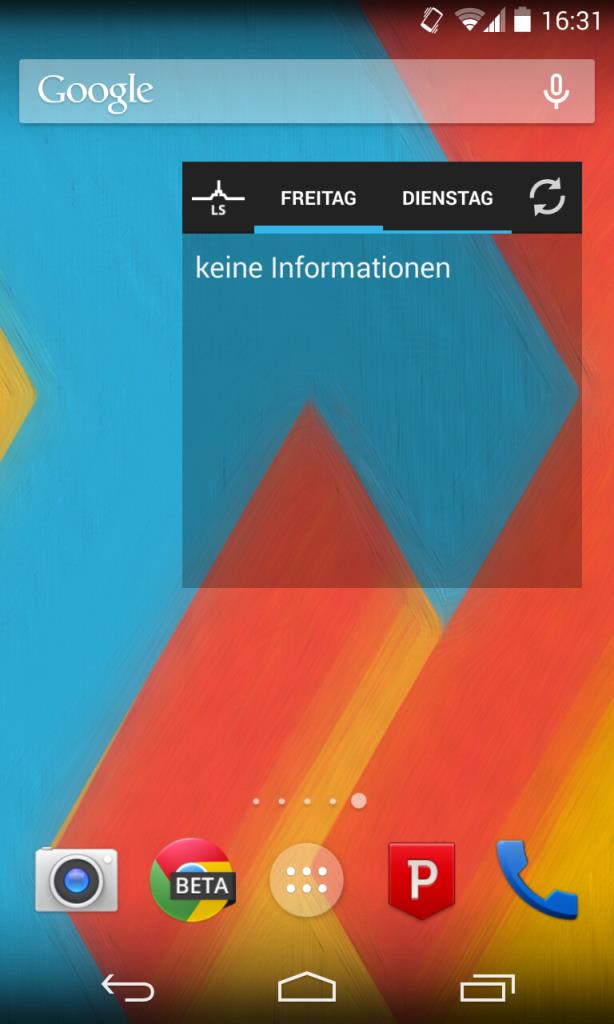 16:31
Google
LS
FREITAG
DIENSTAG
keine Informationen
BETA
P